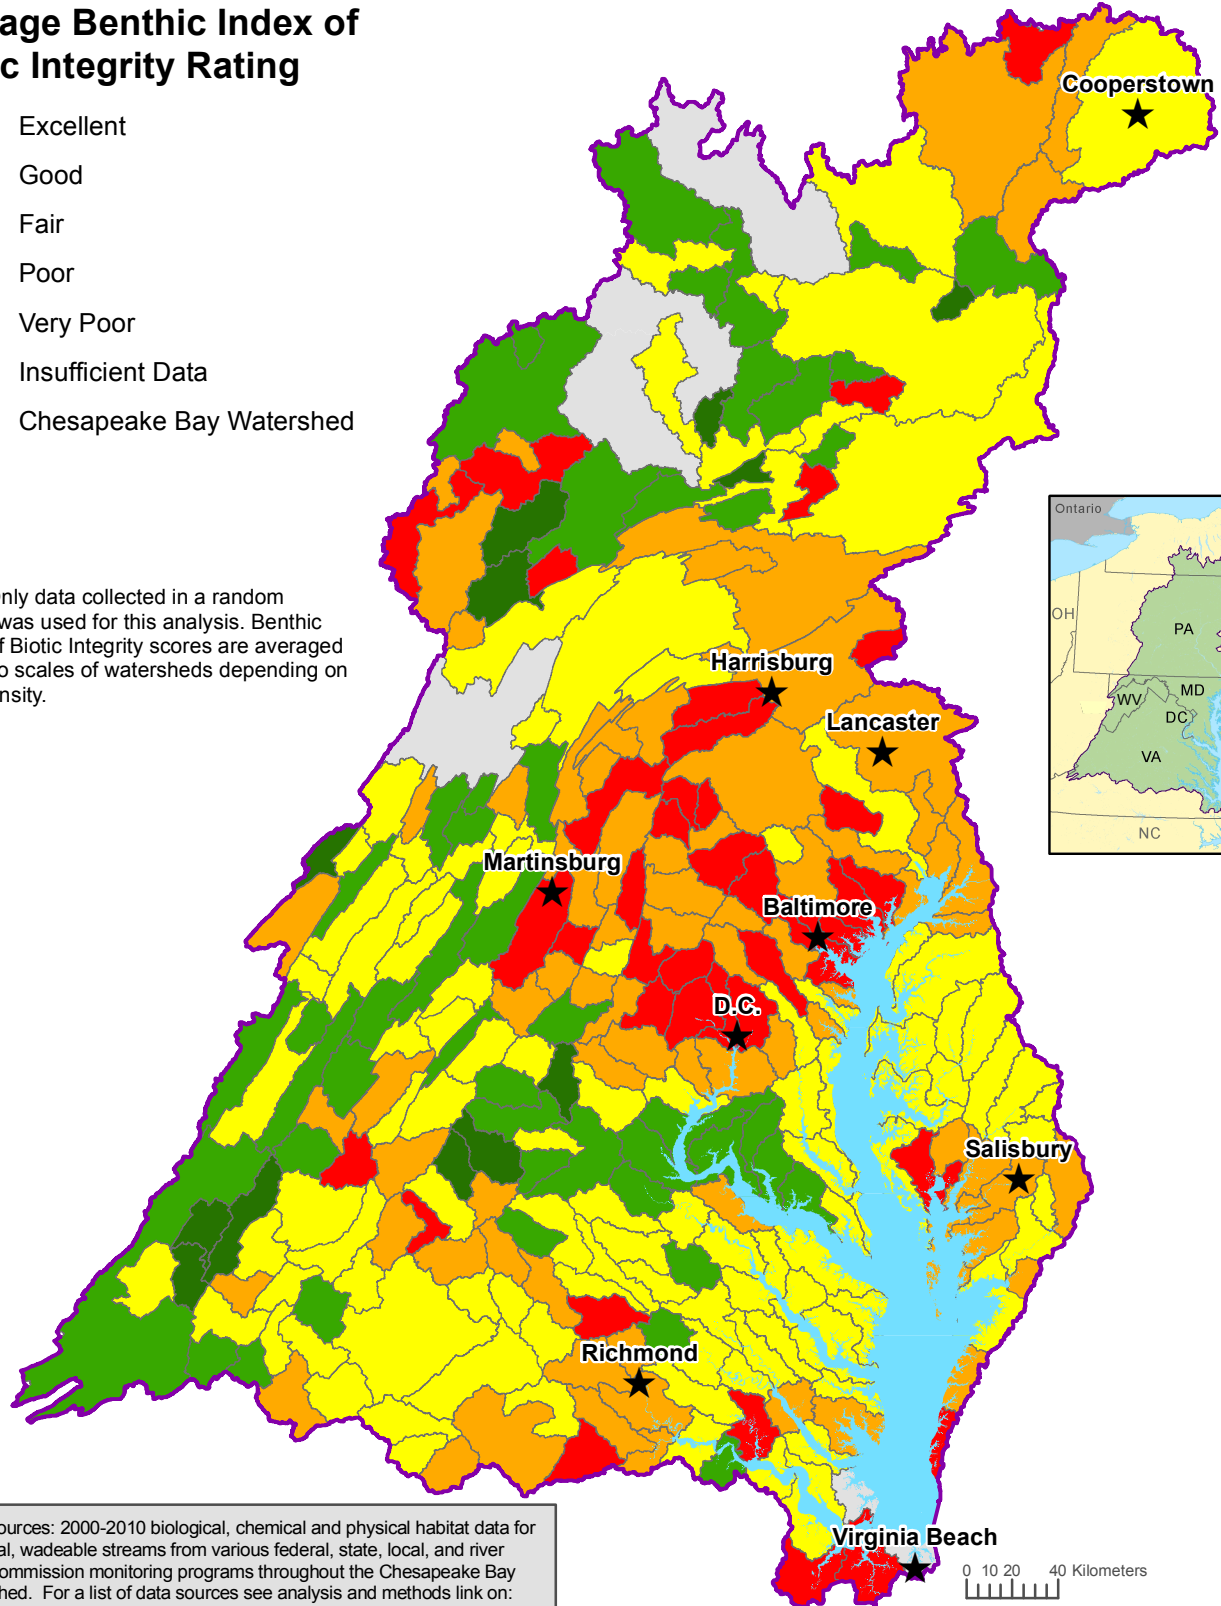 age Benthic Index of
c Integrity Rating
Excellent
Good
Fair
Poor
Very Poor
Insufficient Data
Chesapeake Bay Watershed
nly data collected in a random
was used for this analysis. Benthic
f Biotic Integrity scores are averaged
o scales of watersheds depending on
nsity.
Cooperstown
Harrisburg
Lancaster
Martinsburg
Baltimore
D.C.
Salisbury
Richmond
Virginia Beach
Ontario
OH
PA
WV
MD
DC
VA
NC
0 10 20 40 Kilometers
ources: 2000-2010 biological, chemical and physical habitat data for
al, wadeable streams from various federal, state, local, and river
ommission monitoring programs throughout the Chesapeake Bay
hed. For a list of data sources see analysis and methods link on: